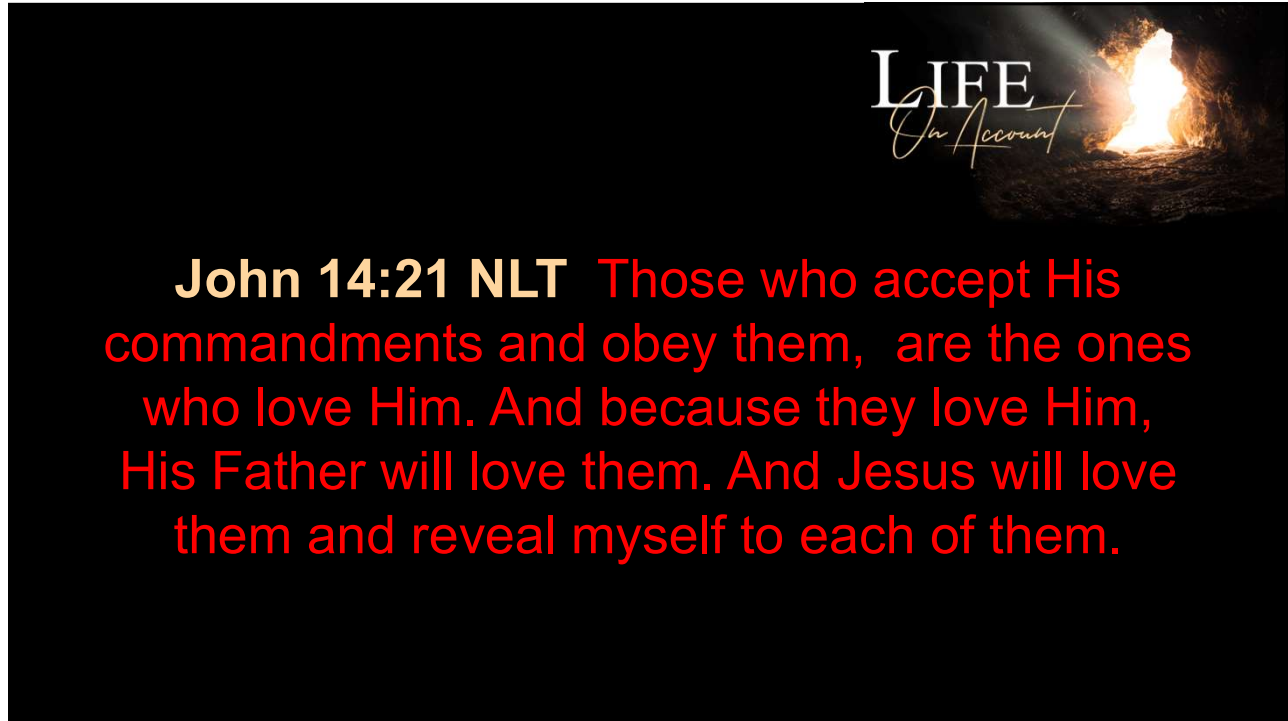 LIFE
On Account
John 14:21 NLT  Those who accept His
commandments and obey them,  are the ones
who love Him. And because they love Him,
His Father will love them. And Jesus will love
them and reveal myself to each of them.